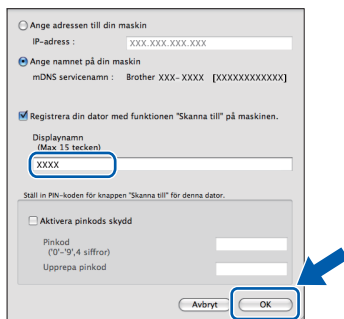 Ange adressen till din maskin
IP-adress : XXX.XXX.XXX.XXX
Ange namnet på din maskin
mDNS servicenamn : Brother XXX-XXXX [XXXXXXXXXXXX]
Registrera din dator med funktionen "Skanna till" på maskinen.
Displaynamn
(Max 15 tecken)
XXXX
Ställ in PIN-koden för knappen "Skanna till" för denna dator.
Aktivera pinkods skydd
Pinkod
('0'-'9',4 siffror)
Upprepa pinkod
Avbryt OK